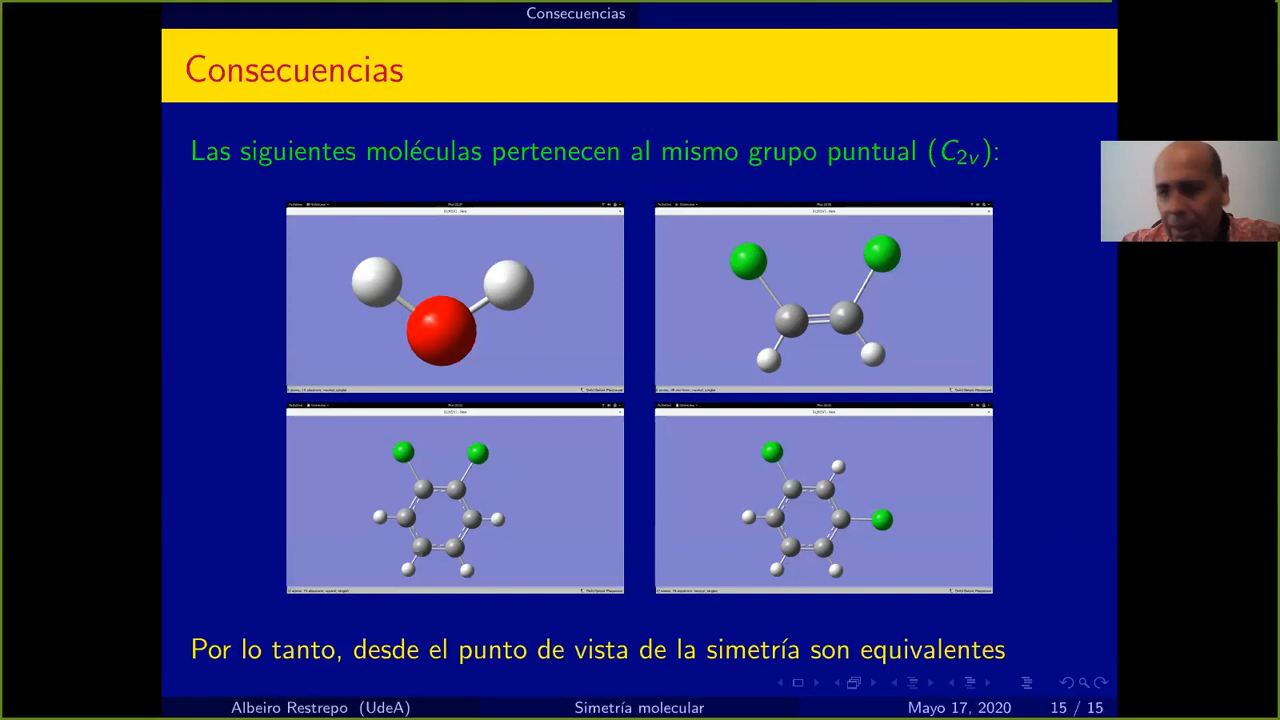 Consecuencias
Consecuencias
Las siguientes moléculas pertenecen al mismo grupo puntual (C2v):
Por lo tanto, desde el punto de vista de la simetría son equivalentes
Albeiro Restrepo (UdeA) Simetría molecular Mayo 17, 2020 15 / 15